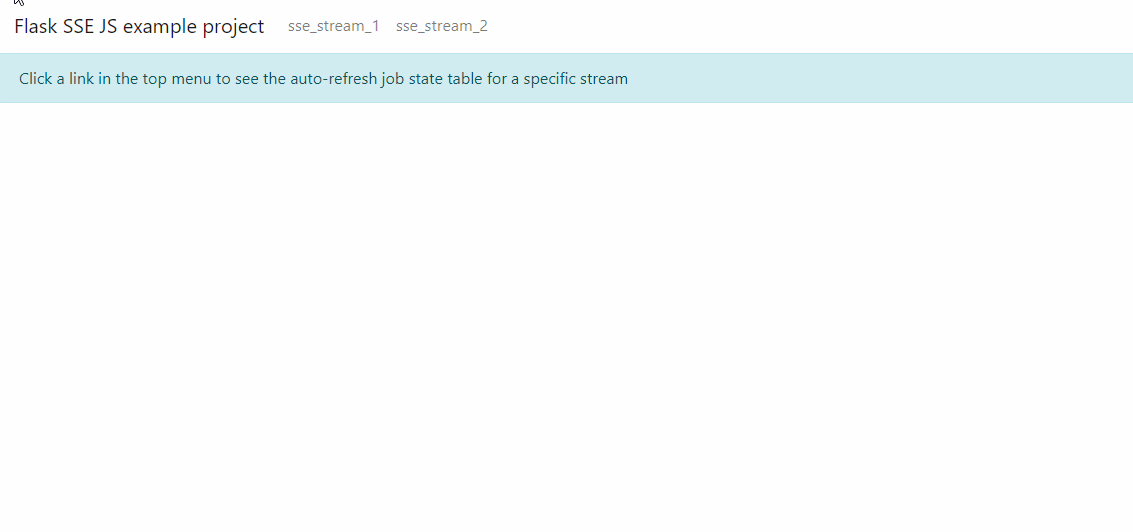 Flask SSE JS example project sse_stream_1 sse_stream_2
Click a link in the top menu to see the auto-refresh job state table for a specific stream